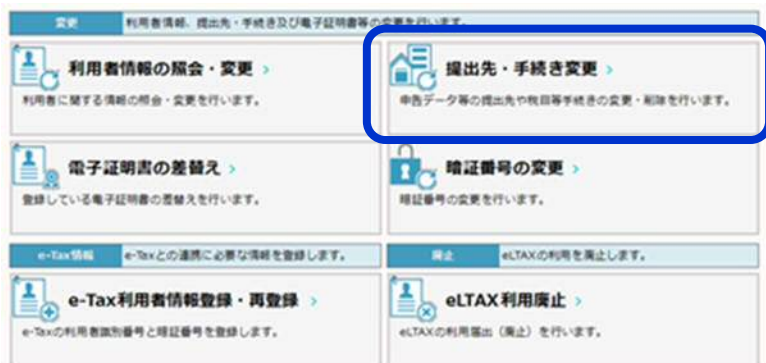 変更 利用者情報、提出先・手続き及び電子証明書等の変更を行います。
利用者情報の照会・変更 >
利用者に関する情報の照会・変更を行います。
提出先・手続き変更 >
申告データ等の提出先や税目等手続きの変更・削除を行います。
電子証明書の差替え >
登録している電子証明書の差替えを行います。
暗証番号の変更 >
暗証番号の変更を行います。
e-Tax情報 e-Taxとの連携に必要な情報を登録します。
廃止 eLTAXの利用を廃止します。
e-Tax利用者情報登録・再登録 >
e-Taxの利用者識別番号と暗証番号を登録します。
eLTAX利用廃止 >
eLTAXの利用届出（廃止）を行います。